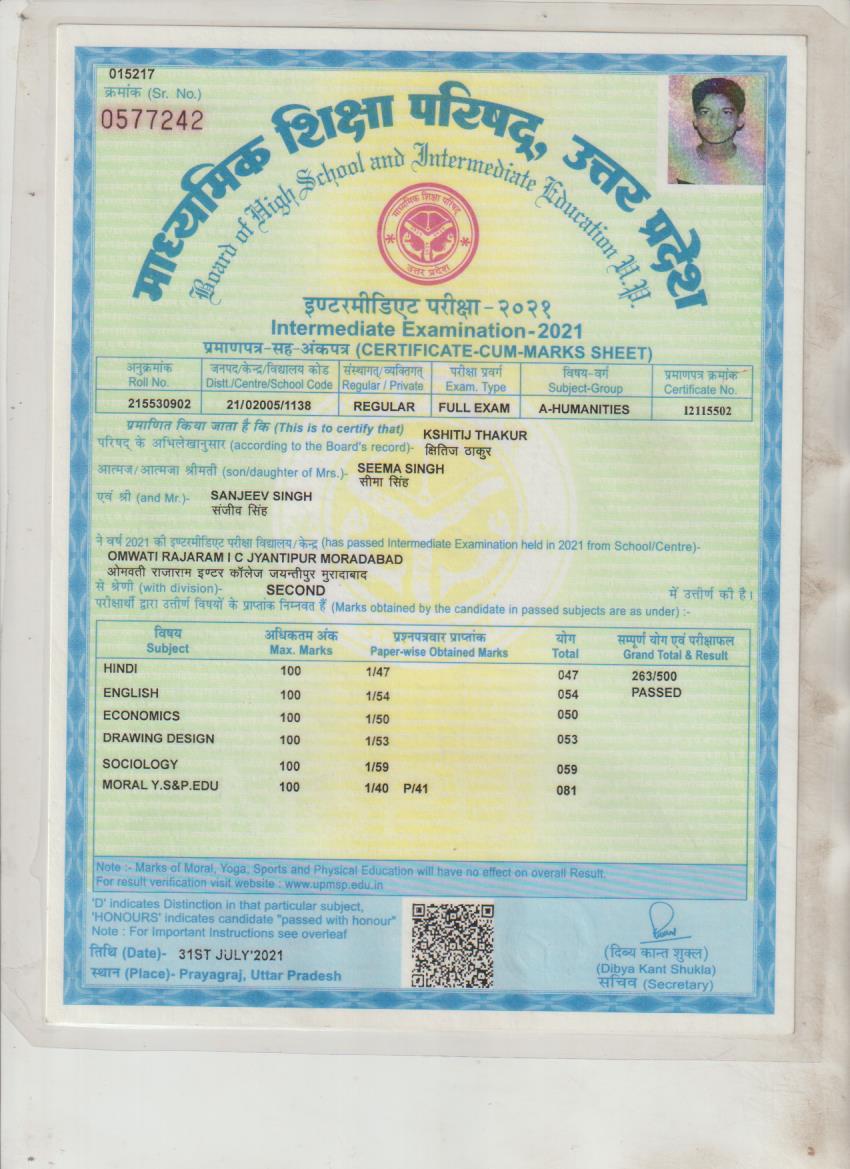 015217
क्रमांक (Sr. No.)
0577242
माध्यमिक शिक्षा परिषद्, उत्तर प्रदेश
Board of High School and Intermediate Education U.P.
माध्यमिक शिक्षा परिषद्
उत्तर प्रदेश
इण्टरमीडिएट परीक्षा-२०२१
Intermediate Examination-2021
प्रमाणपत्र-सह-अंकपत्र (CERTIFICATE-CUM-MARKS SHEET)
अनुक्रमांक जनपद/केन्द्र/विद्यालय कोड संस्थागत/व्यक्तिगत् परीक्षा प्रवर्ग विषय-वर्ग प्रमाणपत्र क्रमांक
Roll No. Distt./Centre/School Code Regular / Private Exam. Type Subject-Group Certificate No.
215530902 21/02005/1138 REGULAR FULL EXAM A-HUMANITIES I2115502
प्रमाणित किया जाता है कि (This is to certify that) KSHITIJ THAKUR
परिषद् के अभिलेखानुसार (according to the Board's record)- क्षितिज ठाकुर
आत्मज/आत्मजा श्रीमती (son/daughter of Mrs.)- SEEMA SINGH
सीमा सिंह
एवं श्री (and Mr.)- SANJEEV SINGH
संजीव सिंह
ने वर्ष 2021 की इण्टरमीडिएट परीक्षा विद्यालय/केन्द्र (has passed Intermediate Examination held in 2021 from School/Centre)-
OMWATI RAJARAM I C JYANTIPUR MORADABAD
ओमवती राजाराम इण्टर कॉलेज जयन्तीपुर मुरादाबाद
से श्रेणी (with division)- SECOND में उत्तीर्ण की है।
परीक्षार्थी द्वारा उत्तीर्ण विषयों के प्राप्तांक निम्नवत हैं (Marks obtained by the candidate in passed subjects are as under) :-
विषय अधिकतम अंक प्रश्नपत्रवार प्राप्तांक योग सम्पूर्ण योग एवं परीक्षाफल
Subject Max. Marks Paper-wise Obtained Marks Total Grand Total & Result
HINDI 100 1/47 047 263/500
ENGLISH 100 1/54 054 PASSED
ECONOMICS 100 1/50 050
DRAWING DESIGN 100 1/53 053
SOCIOLOGY 100 1/59 059
MORAL Y.S&P.EDU 100 1/40 P/41 081
Note :- Marks of Moral, Yoga, Sports and Physical Education will have no effect on overall Result.
For result verification visit website : www.upmsp.edu.in
'D' indicates Distinction in that particular subject,
'HONOURS' indicates candidate "passed with honour"
Note : For Important Instructions see overleaf
तिथि (Date)- 31ST JULY'2021
स्थान (Place)- Prayagraj, Uttar Pradesh
(दिव्य कान्त शुक्ल)
(Dibya Kant Shukla)
सचिव (Secretary)